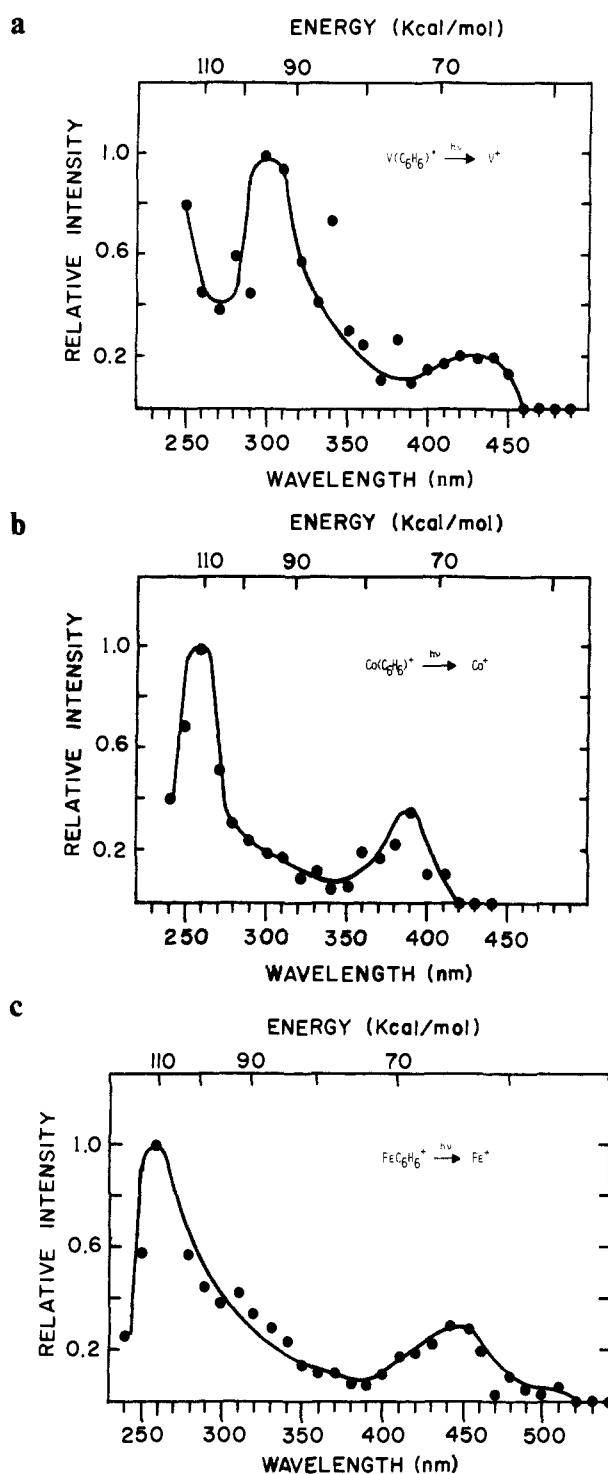 a
ENERGY (Kcal/mol)
110 90 70
RELATIVE INTENSITY
1.0
0.6
0.2
V(C6H6)+ hν → V+
250 300 350 400 450
WAVELENGTH (nm)
b
ENERGY (Kcal/mol)
110 90 70
RELATIVE INTENSITY
1.0
0.6
0.2
Co(C6H6)+ hν → Co+
250 300 350 400 450
WAVELENGTH (nm)
c
ENERGY (Kcal/mol)
110 90 70
RELATIVE INTENSITY
1.0
0.6
0.2
FeC6H6+ hν → Fe+
250 300 350 400 450 500
WAVELENGTH (nm)